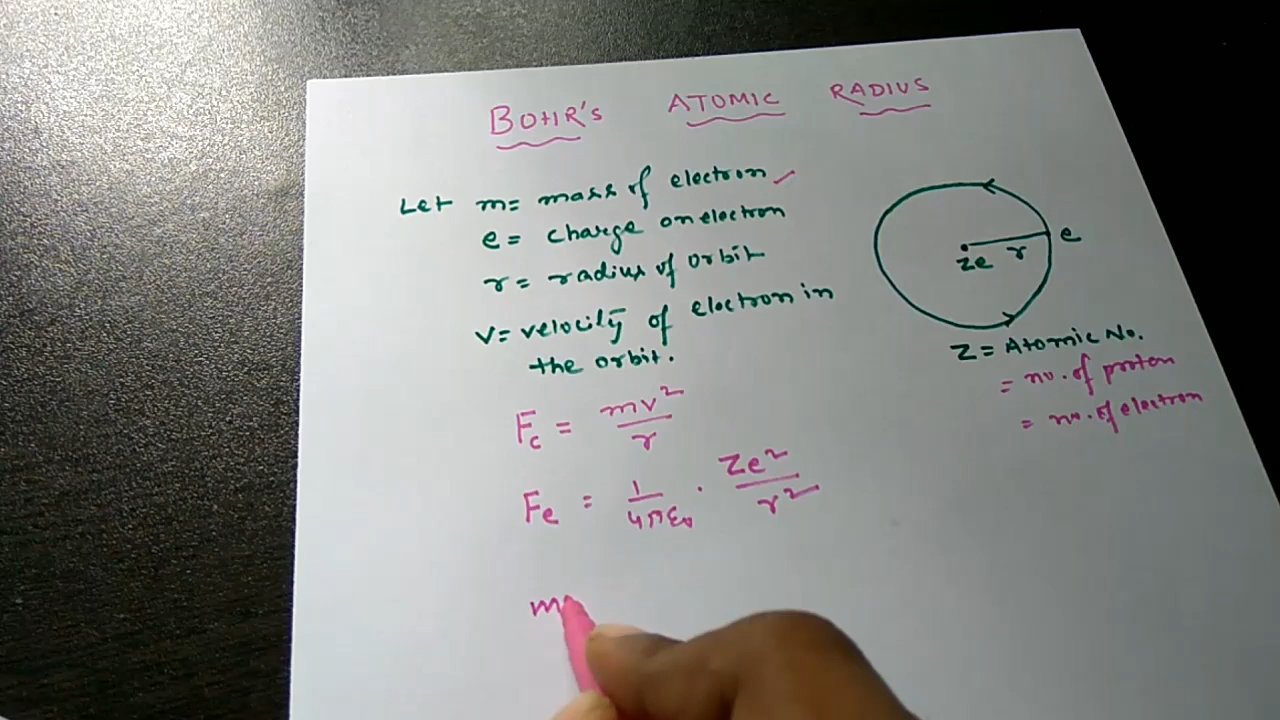 BOHR'S ATOMIC RADIUS
Let m = mass of electron ✓
e = charge on electron
r = radius of orbit
v = velocity of electron in
the orbit.
F_c = mv²/r
Fe = 1/4πε₀ · Ze²/r²
m
e
ze r
Z = Atomic No.
= no. of proton
= no. of electron